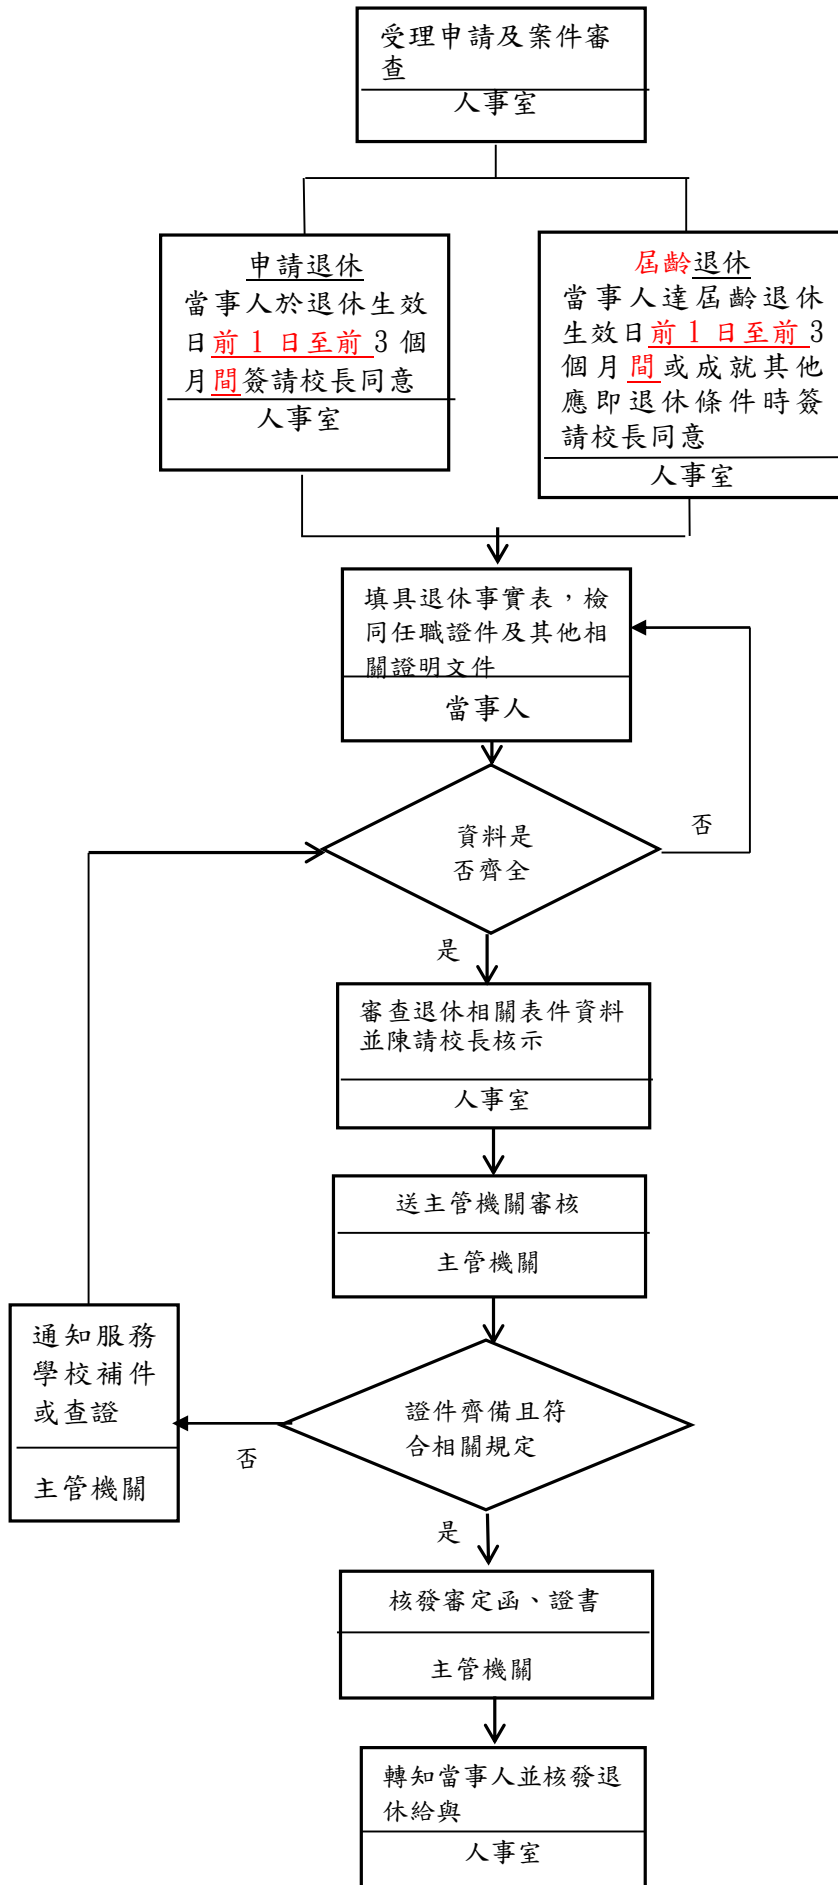 受理申請及案件審
查
人事室
申請退休
當事人於退休生效
日前 1 日至前 3 個
月間簽請校長同意
人事室
屆齡退休
當事人達屆齡退休
生效日前 1 日至前 3
個月間或成就其他
應即退休條件時簽
請校長同意
人事室
填具退休事實表，檢
同任職證件及其他相
關證明文件
當事人
資料是
否齊全
否
是
審查退休相關表件資料
並陳請校長核示
人事室
送主管機關審核
主管機關
通知服務
學校補件
或查證
主管機關
證件齊備且符
合相關規定
否
是
核發審定函、證書
主管機關
轉知當事人並核發退
休給與
人事室